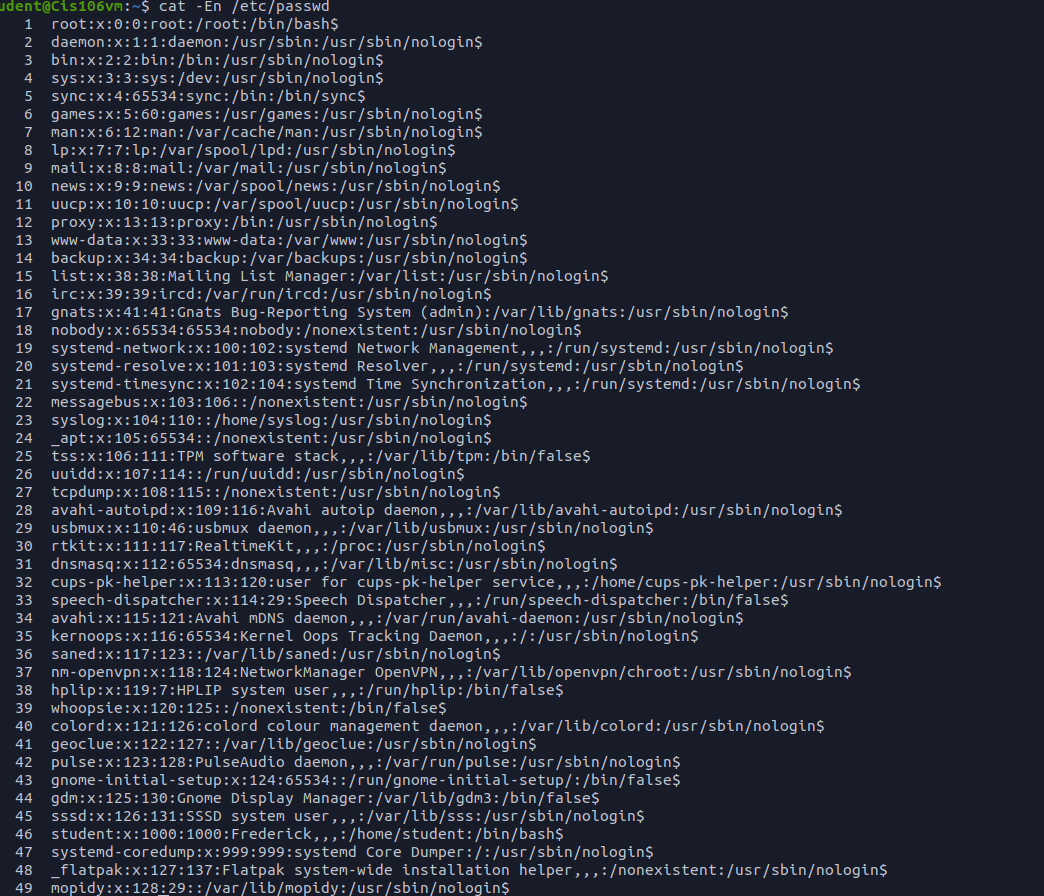 udent@Cis106vm:~$ cat -En /etc/passwd
1 root:x:0:0:root:/root:/bin/bash$
2 daemon:x:1:1:daemon:/usr/sbin:/usr/sbin/nologin$
3 bin:x:2:2:bin:/bin:/usr/sbin/nologin$
4 sys:x:3:3:sys:/dev:/usr/sbin/nologin$
5 sync:x:4:65534:sync:/bin:/bin/sync$
6 games:x:5:60:games:/usr/games:/usr/sbin/nologin$
7 man:x:6:12:man:/var/cache/man:/usr/sbin/nologin$
8 lp:x:7:7:lp:/var/spool/lpd:/usr/sbin/nologin$
9 mail:x:8:8:mail:/var/mail:/usr/sbin/nologin$
10 news:x:9:9:news:/var/spool/news:/usr/sbin/nologin$
11 uucp:x:10:10:uucp:/var/spool/uucp:/usr/sbin/nologin$
12 proxy:x:13:13:proxy:/bin:/usr/sbin/nologin$
13 www-data:x:33:33:www-data:/var/www:/usr/sbin/nologin$
14 backup:x:34:34:backup:/var/backups:/usr/sbin/nologin$
15 list:x:38:38:Mailing List Manager:/var/list:/usr/sbin/nologin$
16 irc:x:39:39:ircd:/var/run/ircd:/usr/sbin/nologin$
17 gnats:x:41:41:Gnats Bug-Reporting System (admin):/var/lib/gnats:/usr/sbin/nologin$
18 nobody:x:65534:65534:nobody:/nonexistent:/usr/sbin/nologin$
19 systemd-network:x:100:102:systemd Network Management,,,:/run/systemd:/usr/sbin/nologin$
20 systemd-resolve:x:101:103:systemd Resolver,,,:/run/systemd:/usr/sbin/nologin$
21 systemd-timesync:x:102:104:systemd Time Synchronization,,,:/run/systemd:/usr/sbin/nologin$
22 messagebus:x:103:106::/nonexistent:/usr/sbin/nologin$
23 syslog:x:104:110::/home/syslog:/usr/sbin/nologin$
24 _apt:x:105:65534::/nonexistent:/usr/sbin/nologin$
25 tss:x:106:111:TPM software stack,,,:/var/lib/tpm:/bin/false$
26 uuidd:x:107:114::/run/uuidd:/usr/sbin/nologin$
27 tcpdump:x:108:115::/nonexistent:/usr/sbin/nologin$
28 avahi-autoipd:x:109:116:Avahi autoip daemon,,,:/var/lib/avahi-autoipd:/usr/sbin/nologin$
29 usbmux:x:110:46:usbmux daemon,,,:/var/lib/usbmux:/usr/sbin/nologin$
30 rtkit:x:111:117:RealtimeKit,,,:/proc:/usr/sbin/nologin$
31 dnsmasq:x:112:65534:dnsmasq,,,:/var/lib/misc:/usr/sbin/nologin$
32 cups-pk-helper:x:113:120:user for cups-pk-helper service,,,:/home/cups-pk-helper:/usr/sbin/nologin$
33 speech-dispatcher:x:114:29:Speech Dispatcher,,,:/run/speech-dispatcher:/bin/false$
34 avahi:x:115:121:Avahi mDNS daemon,,,:/var/run/avahi-daemon:/usr/sbin/nologin$
35 kernoops:x:116:65534:Kernel Oops Tracking Daemon,,,:/:/usr/sbin/nologin$
36 saned:x:117:123::/var/lib/saned:/usr/sbin/nologin$
37 nm-openvpn:x:118:124:NetworkManager OpenVPN,,,:/var/lib/openvpn/chroot:/usr/sbin/nologin$
38 hplip:x:119:7:HPLIP system user,,,:/run/hplip:/bin/false$
39 whoopsie:x:120:125::/nonexistent:/bin/false$
40 colord:x:121:126:colord colour management daemon,,,:/var/lib/colord:/usr/sbin/nologin$
41 geoclue:x:122:127::/var/lib/geoclue:/usr/sbin/nologin$
42 pulse:x:123:128:PulseAudio daemon,,,:/var/run/pulse:/usr/sbin/nologin$
43 gnome-initial-setup:x:124:65534::/run/gnome-initial-setup/:/bin/false$
44 gdm:x:125:130:Gnome Display Manager:/var/lib/gdm3:/bin/false$
45 sssd:x:126:131:SSSD system user,,,:/var/lib/sss:/usr/sbin/nologin$
46 student:x:1000:1000:Frederick,,,:/home/student:/bin/bash$
47 systemd-coredump:x:999:999:systemd Core Dumper:/:/usr/sbin/nologin$
48 _flatpak:x:127:137:Flatpak system-wide installation helper,,,:/nonexistent:/usr/sbin/nologin$
49 mopidy:x:128:29::/var/lib/mopidy:/usr/sbin/nologin$